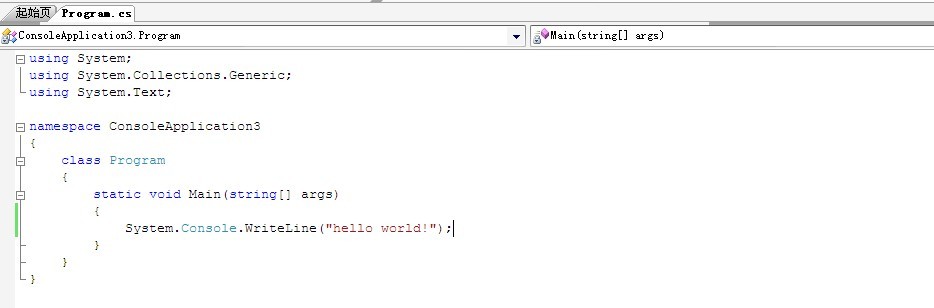 起始页 Program.cs
ConsoleApplication3.Program Main(string[] args)
using System;
using System.Collections.Generic;
using System.Text;
namespace ConsoleApplication3
{
class Program
{
static void Main(string[] args)
{
System.Console.WriteLine("hello world!");
}
}
}